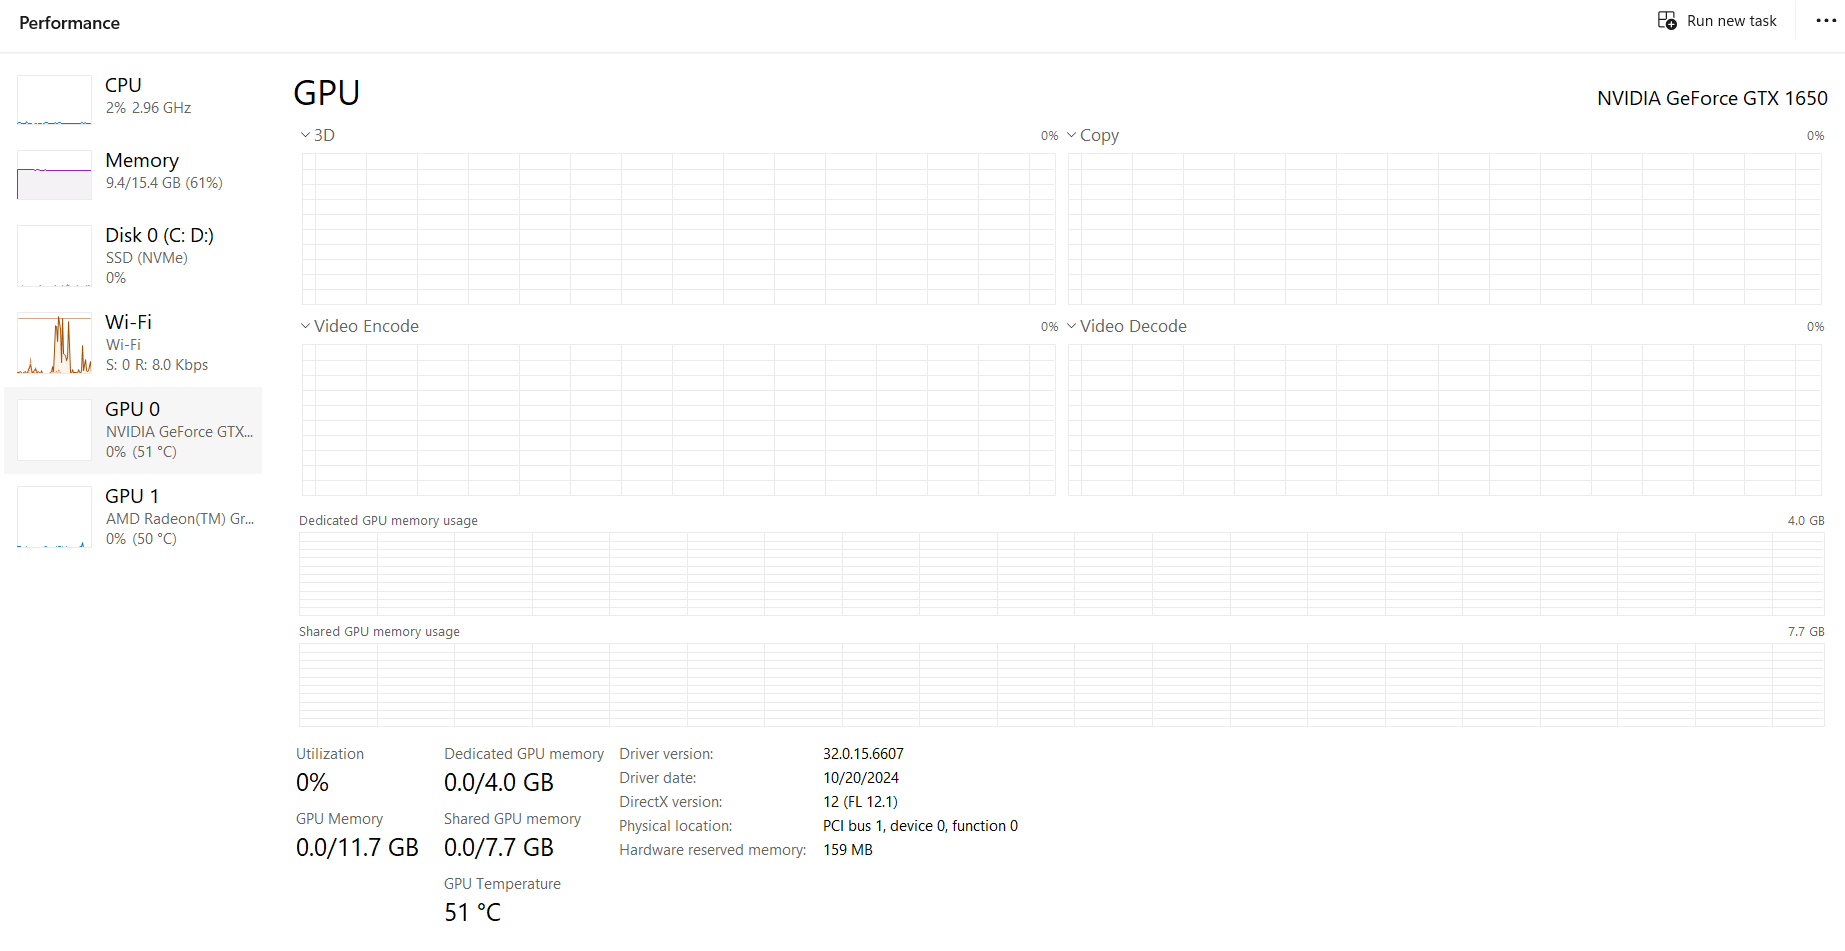 Performance
Run new task
CPU
2% 2.96 GHz
Memory
9.4/15.4 GB (61%)
Disk 0 (C: D:)
SSD (NVMe)
0%
Wi-Fi
Wi-Fi
S: 0 R: 8.0 Kbps
GPU 0
NVIDIA GeForce GTX...
0% (51 °C)
GPU 1
AMD Radeon(TM) Gr...
0% (50 °C)
GPU
NVIDIA GeForce GTX 1650
3D 0%
Copy 0%
Video Encode 0%
Video Decode 0%
Dedicated GPU memory usage 4.0 GB
Shared GPU memory usage 7.7 GB
Utilization
0%
Dedicated GPU memory
0.0/4.0 GB
GPU Memory
0.0/11.7 GB
Shared GPU memory
0.0/7.7 GB
GPU Temperature
51 °C
Driver version: 32.0.15.6607
Driver date: 10/20/2024
DirectX version: 12 (FL 12.1)
Physical location: PCI bus 1, device 0, function 0
Hardware reserved memory: 159 MB